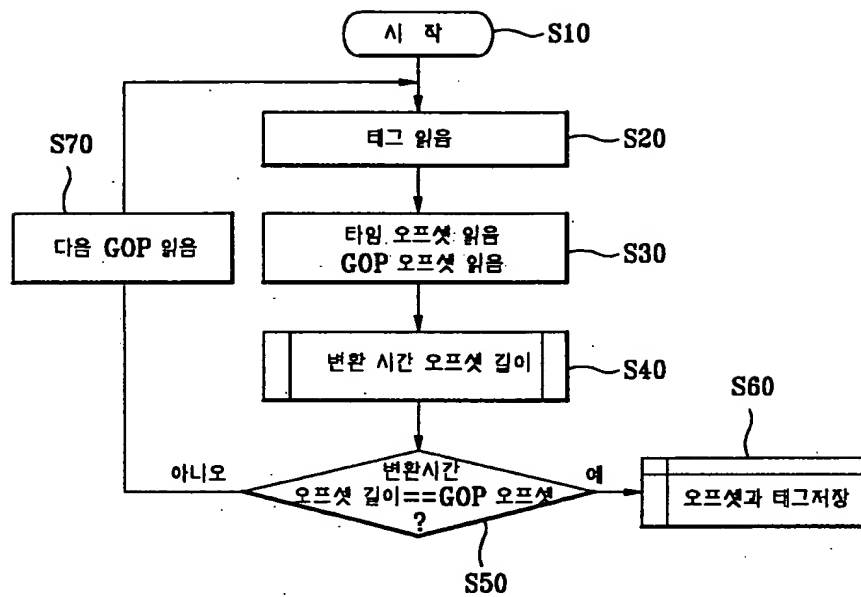 시 작
S10
태그 읽음
S20
S70
다음 GOP 읽음
타임 오프셋 읽음
GOP 오프셋 읽음
S30
변환 시간 오프셋 길이
S40
S60
아니오
변환시간
오프셋 길이==GOP 오프셋
?
예
오프셋과 태그저장
S50